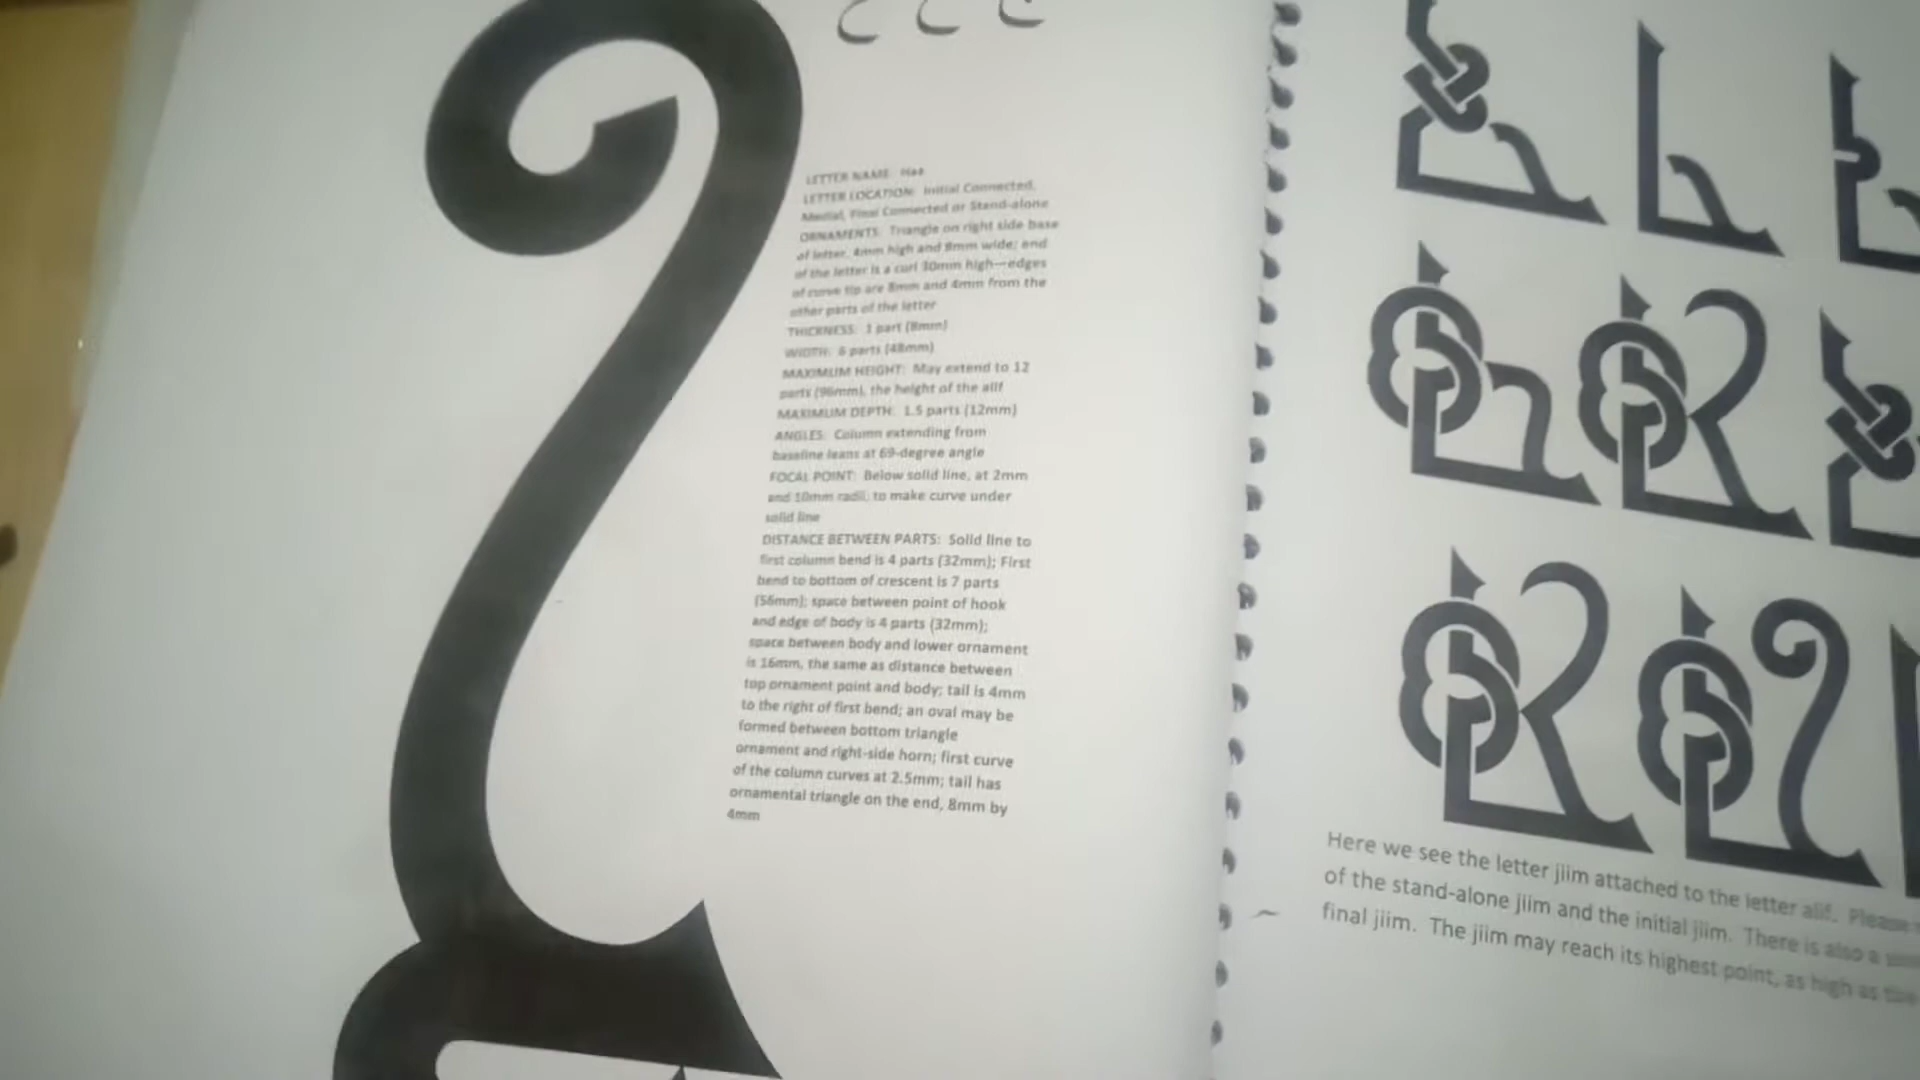 LETTER NAME: Haa
LETTER LOCATION: Initial Connected,
Medial, Final Connected or Stand-alone
ORNAMENTS: Triangle on right side base
of letter, 4mm high and 8mm wide; end
of the letter is a curl 30mm high—edges
of curve tip are 8mm and 4mm from the
other parts of the letter
THICKNESS: 1 part (8mm)
WIDTH: 6 parts (48mm)
MAXIMUM HEIGHT: May extend to 12
parts (96mm), the height of the alif
MAXIMUM DEPTH: 1.5 parts (12mm)
ANGLES: Column extending from
baseline leans at 69-degree angle
FOCAL POINT: Below solid line, at 2mm
and 10mm radii, to make curve under
solid line
DISTANCE BETWEEN PARTS: Solid line to
first column bend is 4 parts (32mm); First
bend to bottom of crescent is 7 parts
(56mm); space between point of hook
and edge of body is 4 parts (32mm);
space between body and lower ornament
is 16mm, the same as distance between
top ornament point and body; tail is 4mm
to the right of first bend; an oval may be
formed between bottom triangle
ornament and right-side horn; first curve
of the column curves at 2.5mm; tail has
ornamental triangle on the end, 8mm by
4mm
Here we see the letter jiim attached to the letter alif. Please
of the stand-alone jiim and the initial jiim. There is also a
final jiim. The jiim may reach its highest point, as high as the